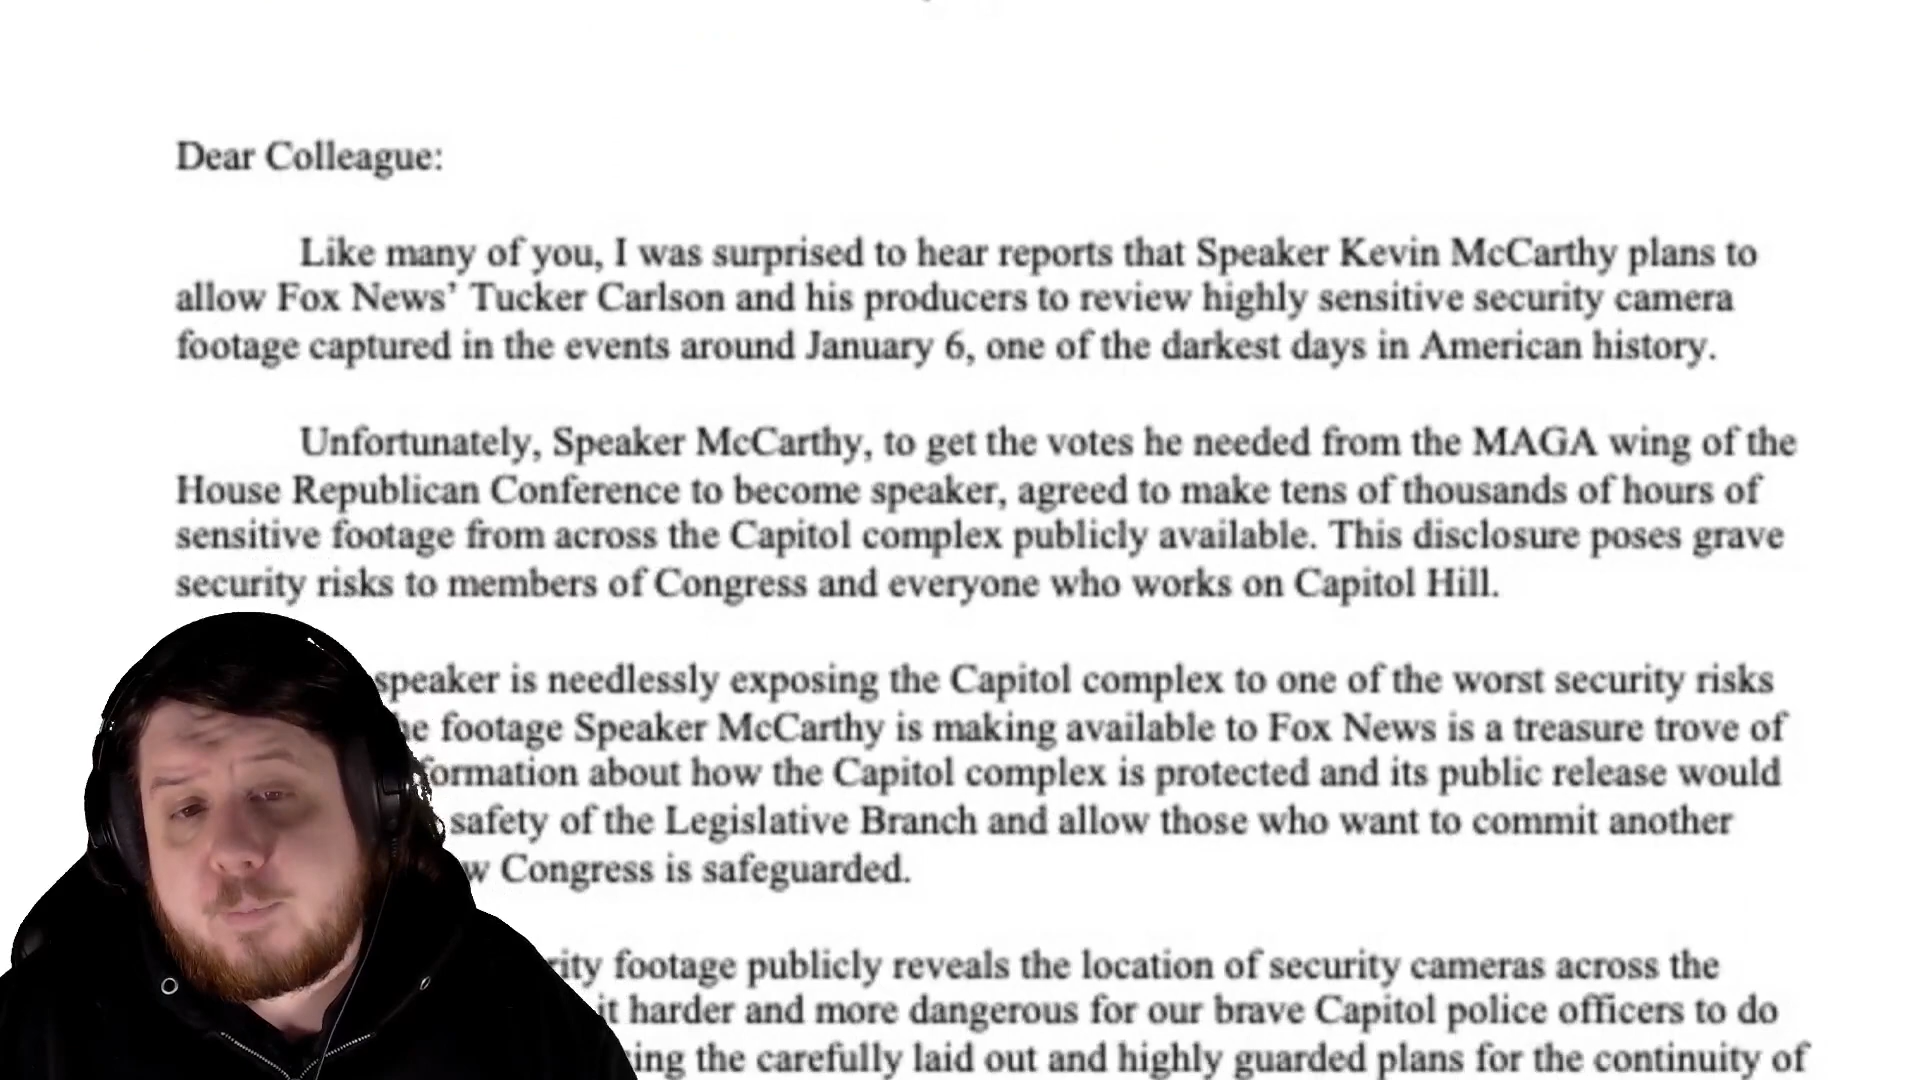 Dear Colleague:
Like many of you, I was surprised to hear reports that Speaker Kevin McCarthy plans to
allow Fox News’ Tucker Carlson and his producers to review highly sensitive security camera
footage captured in the events around January 6, one of the darkest days in American history.
Unfortunately, Speaker McCarthy, to get the votes he needed from the MAGA wing of the
House Republican Conference to become speaker, agreed to make tens of thousands of hours of
sensitive footage from across the Capitol complex publicly available. This disclosure poses grave
security risks to members of Congress and everyone who works on Capitol Hill.
speaker is needlessly exposing the Capitol complex to one of the worst security risks
footage Speaker McCarthy is making available to Fox News is a treasure trove of
about how the Capitol complex is protected and its public release would
safety of the Legislative Branch and allow those who want to commit another
Congress is safeguarded.
footage publicly reveals the location of security cameras across the
it harder and more dangerous for our brave Capitol police officers to do
the carefully laid out and highly guarded plans for the continuity of